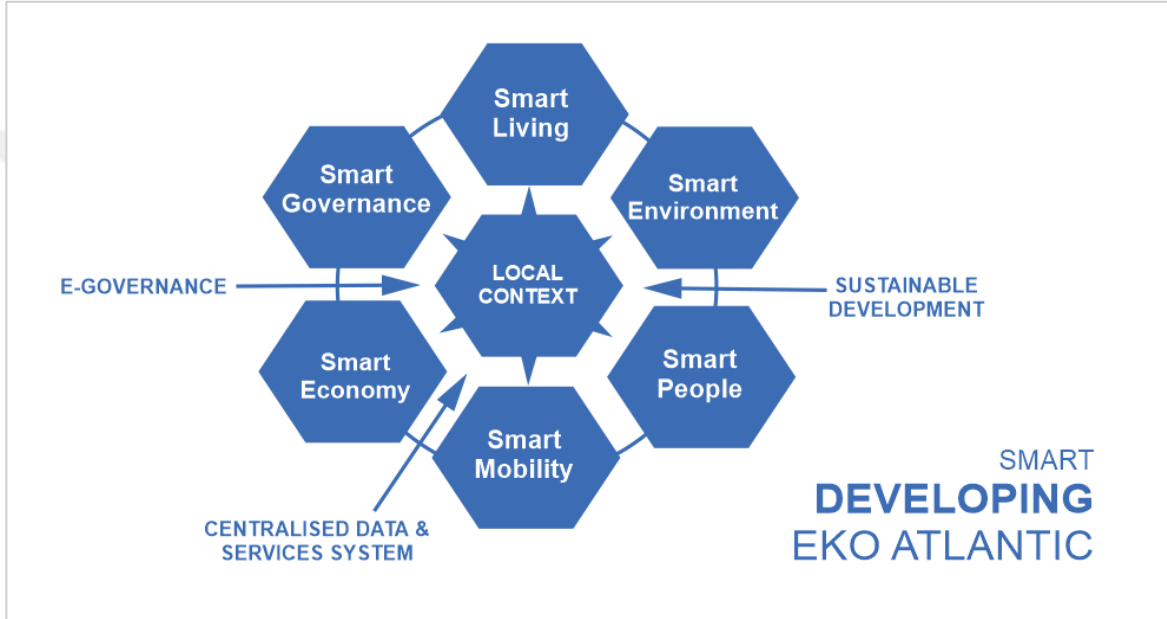 Smart
Living
Smart
Governance
Smart
Environment
LOCAL
CONTEXT
E-GOVERNANCE
SUSTAINABLE
DEVELOPMENT
Smart
Economy
Smart
People
Smart
Mobility
CENTRALISED DATA &
SERVICES SYSTEM
SMART
DEVELOPING
EKO ATLANTIC